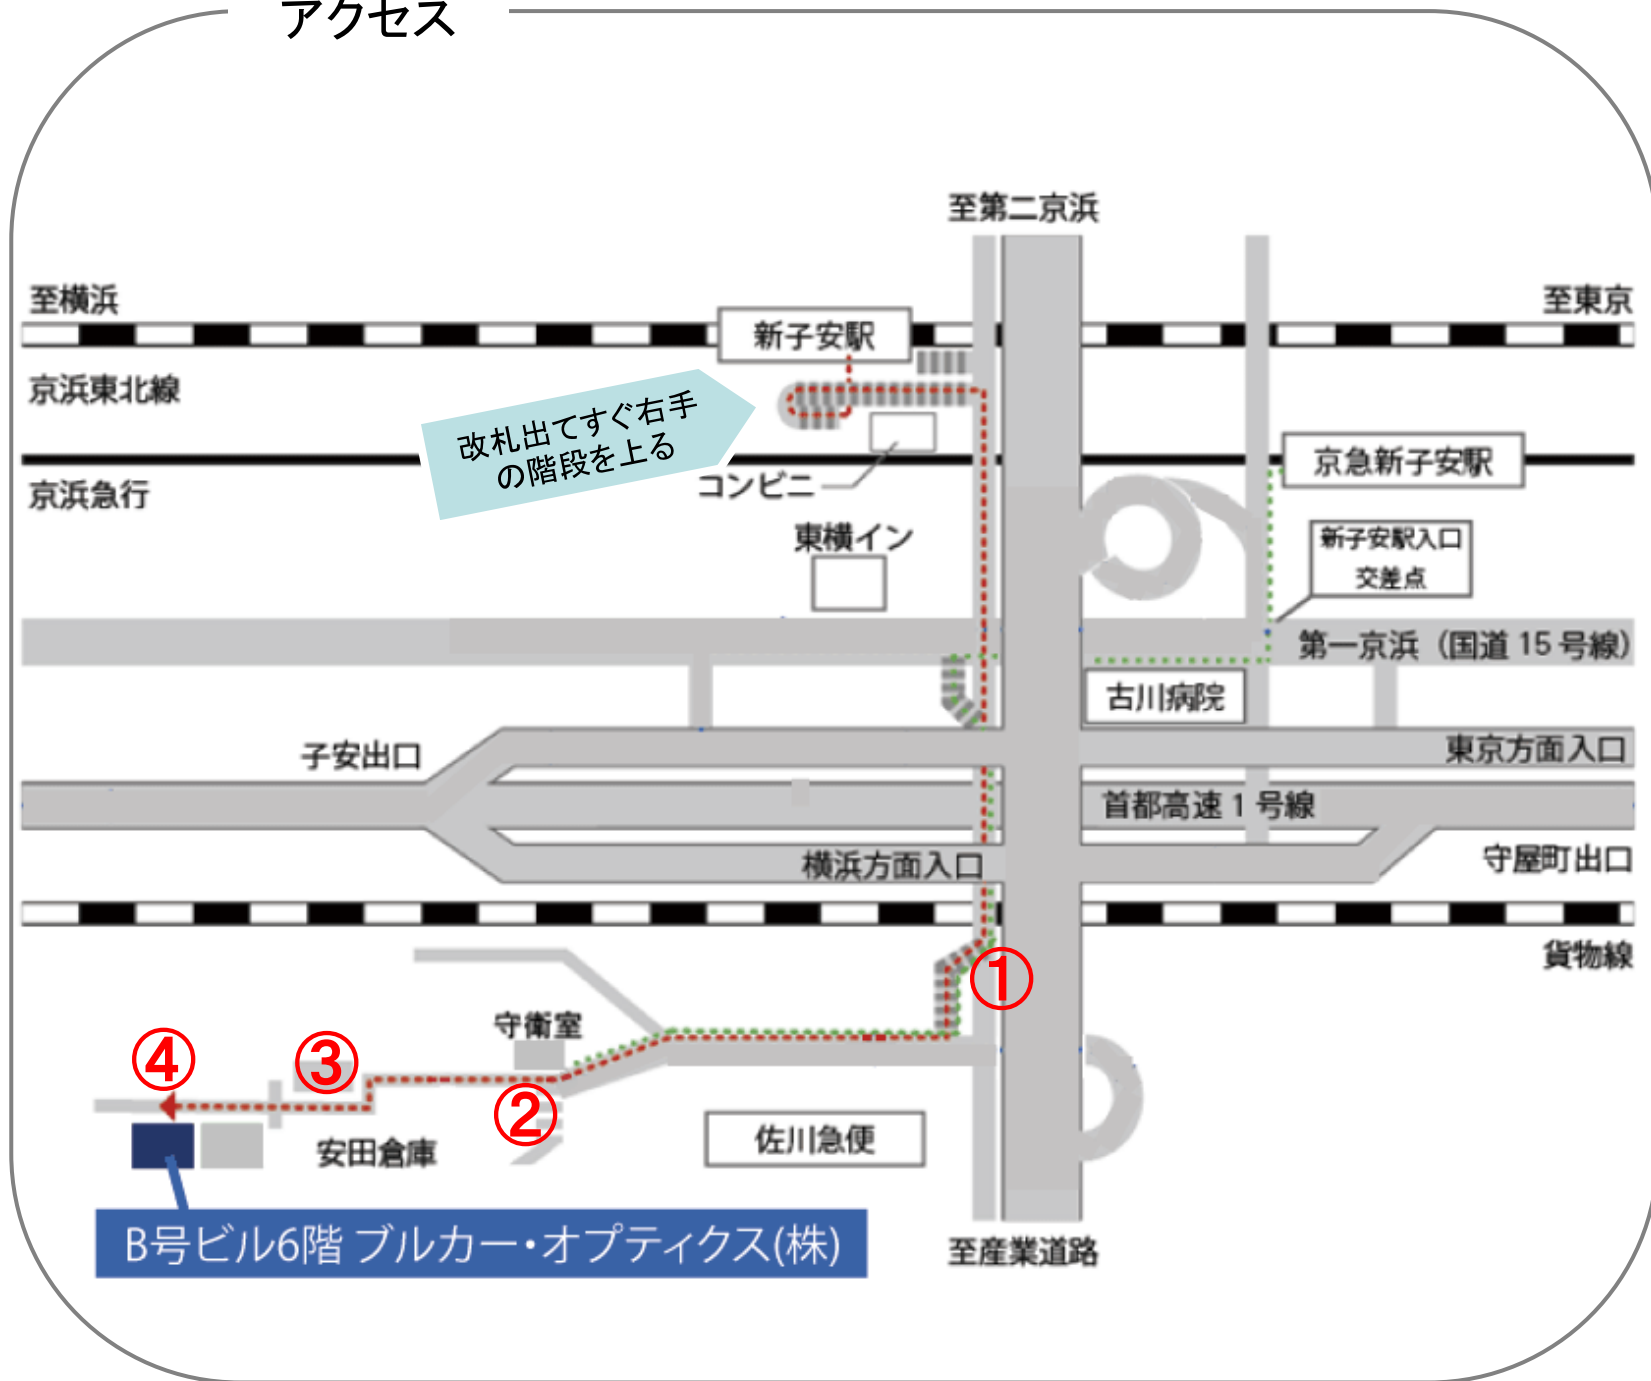 アクセス
至第二京浜
至横浜
至東京
新子安駅
京浜東北線
改札出てすぐ右手
の階段を上る
京急新子安駅
京浜急行
コンビニ
東横イン
新子安駅入口
交差点
第一京浜（国道 15 号線）
古川病院
子安出口
東京方面入口
首都高速 1 号線
横浜方面入口
守屋町出口
貨物線
①
守衛室
④
③
②
安田倉庫
佐川急便
B号ビル6階 ブルカー・オプティクス(株)
至産業道路